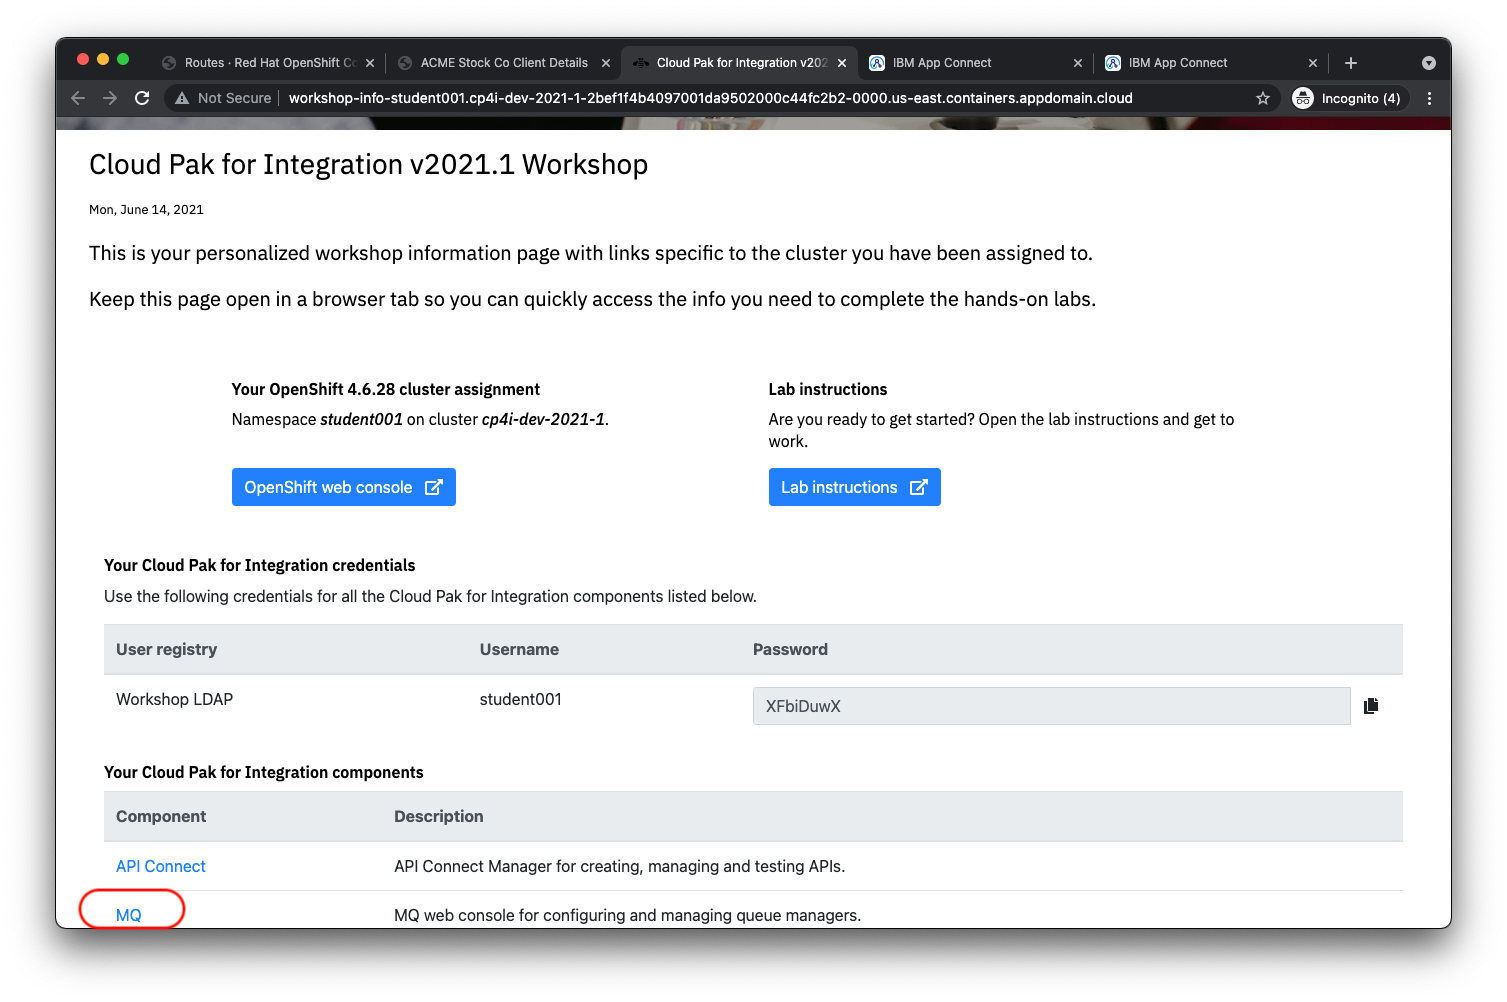 Routes · Red Hat OpenShift Co
ACME Stock Co Client Details
Cloud Pak for Integration v202
IBM App Connect
IBM App Connect
Not Secure
workshop-info-student001.cp4i-dev-2021-1-2bef1f4b4097001da9502000c44fc2b2-0000.us-east.containers.appdomain.cloud
Incognito (4)
Cloud Pak for Integration v2021.1 Workshop
Mon, June 14, 2021
This is your personalized workshop information page with links specific to the cluster you have been assigned to.
Keep this page open in a browser tab so you can quickly access the info you need to complete the hands-on labs.
Your OpenShift 4.6.28 cluster assignment
Namespace student001 on cluster cp4i-dev-2021-1.
OpenShift web console
Lab instructions
Are you ready to get started? Open the lab instructions and get to
work.
Lab instructions
Your Cloud Pak for Integration credentials
Use the following credentials for all the Cloud Pak for Integration components listed below.
User registry Username Password
Workshop LDAP student001 XFbiDuwX
Your Cloud Pak for Integration components
Component Description
API Connect API Connect Manager for creating, managing and testing APIs.
MQ MQ web console for configuring and managing queue managers.